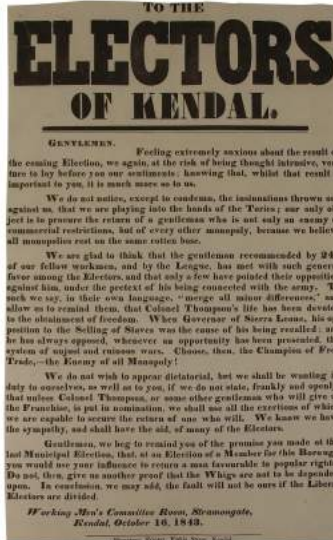 TO THE
ELECTORS
OF KENDAL.
GENTLEMEN,
Feeling extremely anxious about the result
the coming Election, we again, at the risk of being thought intrusive, ven
ture to lay before you our sentiments; knowing that, whilst that result
important to you, it is much more so to us.
We do not notice, except to condemn, the insinuations thrown
against us, that we are playing into the hands of the Tories; our only
ject is to procure the return of a gentleman who is not only an enemy
commercial restrictions, but of every other monopoly, because we believ
all monopolies rest on the same rotten base.
We are glad to think that the gentleman recommended by 24
of our fellow workmen, and by the League, has met with such gener
favor among the Electors, and that only a few have pointed their oppositi
against him, under the pretext of his being connected with the army.
such we say, in their own language, "merge all minor differences,"
allow us to remind them, that Colonel Thompson's life has been devote
to the obtainment of freedom. When Governor of Sierra Leone, his
position to the Selling of Slaves was the cause of his being recalled;
he has always opposed, whenever an opportunity has been presented, th
system of unjust and ruinous wars. Choose, then, the Champion of Fre
Trade,—the Enemy of all Monopoly!
We do not wish to appear dictatorial, but we shall be wanting
duty to ourselves, as well as to you, if we do not state, frankly and openl
that unless Colonel Thompson, or some other gentleman who will give
the Franchise, is put in nomination, we shall use all the exertions of whic
we are capable to secure the return of one who will. We know we hav
the sympathy, and shall have the aid, of many of the Electors.
Gentlemen, we beg to remind you of the promise you made at th
last Municipal Election, that, at an Election of a Member for this Boroug
you would use your influence to return a man favourable to popular right
Do not, then, give us another proof that the Whigs are not to be depende
upon. In conclusion, we may add, the fault will not be ours if the Libera
Electors are divided.
Working Men's Committee Room, Stramongate,
Kendal, October 16, 1843.